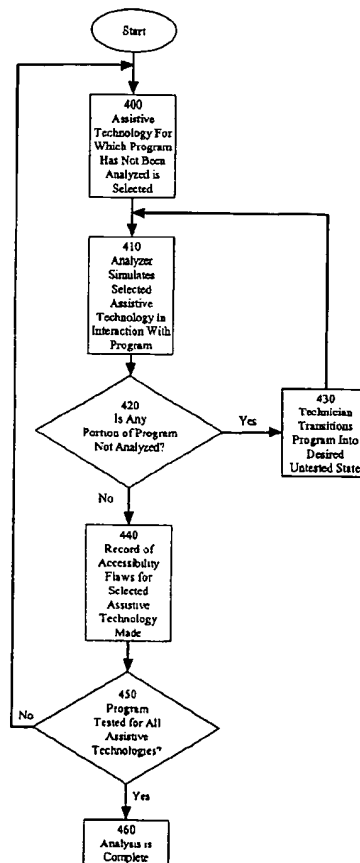 Start
400
Assistive
Technology For
Which Program
Has Not Been
Analyzed is
Selected
410
Analyzer
Simulates
Selected
Assistive
Technology in
Interaction With
Program
420
Is Any
Portion of Program
Not Analyzed?
Yes
430
Technician
Transitions
Program Into
Desired
Untested State
No
440
Record of
Accessibility
Flaws for
Selected
Assistive
Technology
Made
450
Program
Tested for All
Assistive
Technologies?
No
Yes
460
Analysis is
Complete